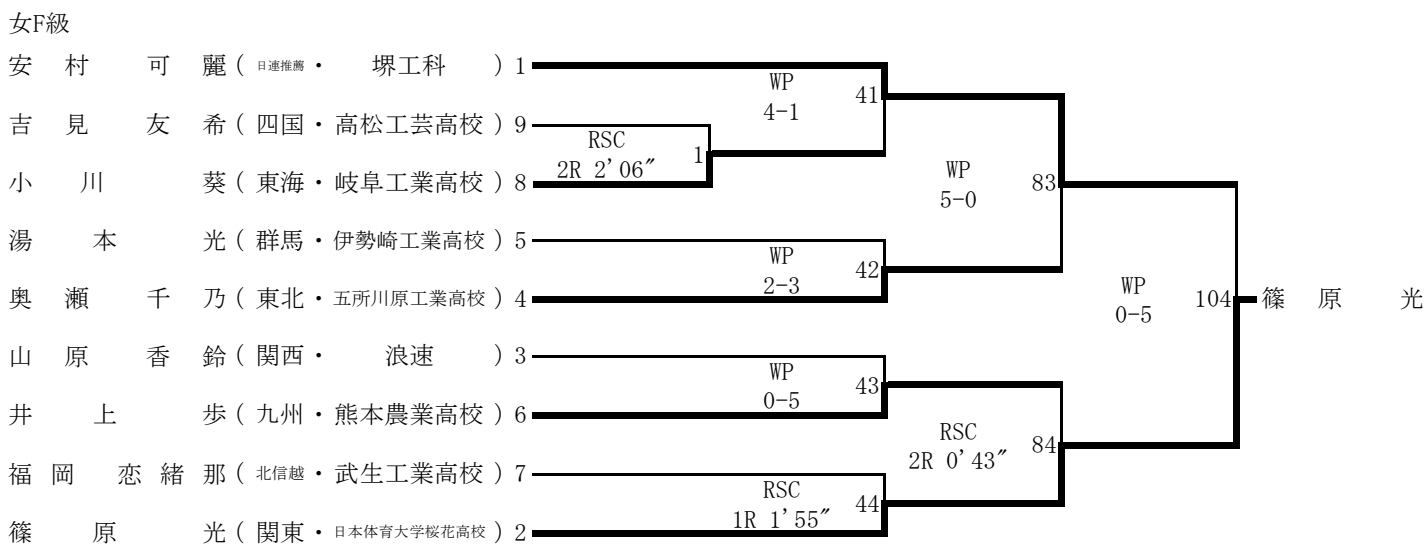 女F級
安村可麗(日連推薦・堺工科)1
WP
4-1
41
吉見友希(四国・高松工芸高校)9
RSC
2R 2'06"
1
小川葵(東海・岐阜工業高校)8
WP
5-0
83
湯本光(群馬・伊勢崎工業高校)5
WP
2-3
42
奥瀬千乃(東北・五所川原工業高校)4
WP
0-5
104
篠原光
山原香鈴(関西・浪速)3
WP
0-5
43
井上歩(九州・熊本農業高校)6
RSC
2R 0'43"
84
福岡恋緒那(北信越・武生工業高校)7
RSC
1R 1'55"
44
篠原光(関東・日本体育大学桜花高校)2